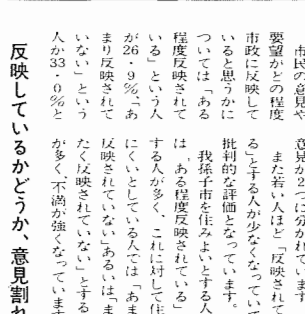 市民の意見や
要望がどの程度
市政に反映して
いると思うかに
ついては「ある
程度反映されて
いる」という人
が26・9%、「あ
まり反映されて
いない」という
人が33・0%と
意見が2つに分かれています。
また若い人ほど「反映されて
る」とする人が少なくなってい
批判的な評価となっています。
我孫子市を住みよいとする人
は、ある程度反映されている」
する人が多く、これに対して住
にくいとしている人では「あま
反映されていない」あるいは「ま
たく反映されていない」とする
が多く、不満が強くなっています
反映しているかどうか、意見割れ